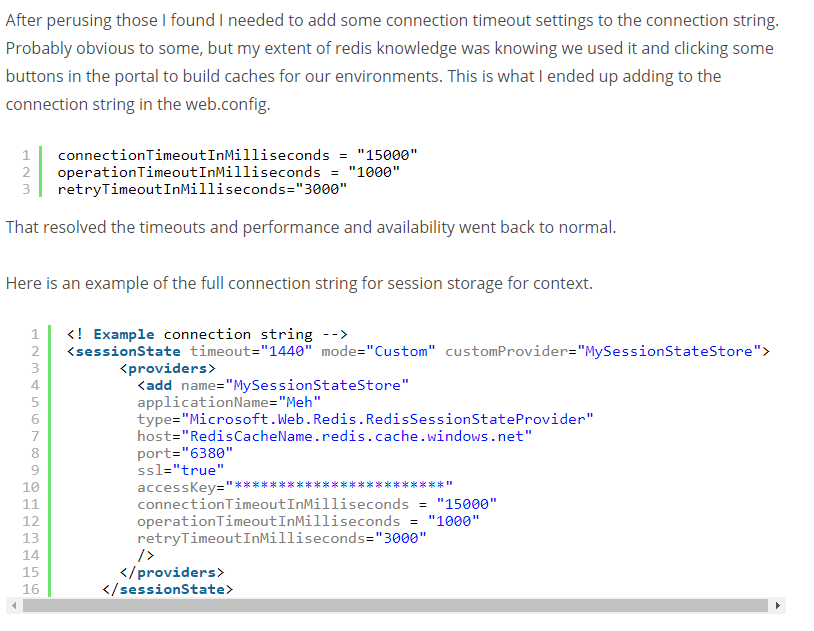 After perusing those I found I needed to add some connection timeout settings to the connection string.
Probably obvious to some, but my extent of redis knowledge was knowing we used it and clicking some
buttons in the portal to build caches for our environments. This is what I ended up adding to the
connection string in the web.config.
1 connectionTimeoutInMilliseconds = "15000"
2 operationTimeoutInMilliseconds = "1000"
3 retryTimeoutInMilliseconds="3000"
That resolved the timeouts and performance and availability went back to normal.
Here is an example of the full connection string for session storage for context.
1 <! Example connection string -->
2 <sessionState timeout="1440" mode="Custom" customProvider="MySessionStateStore">
3 <providers>
4 <add name="MySessionStateStore"
5 applicationName="Meh"
6 type="Microsoft.Web.Redis.RedisSessionStateProvider"
7 host="RedisCacheName.redis.cache.windows.net"
8 port="6380"
9 ssl="true"
10 accessKey="************************"
11 connectionTimeoutInMilliseconds = "15000"
12 operationTimeoutInMilliseconds = "1000"
13 retryTimeoutInMilliseconds="3000"
14 />
15 </providers>
16 </sessionState>